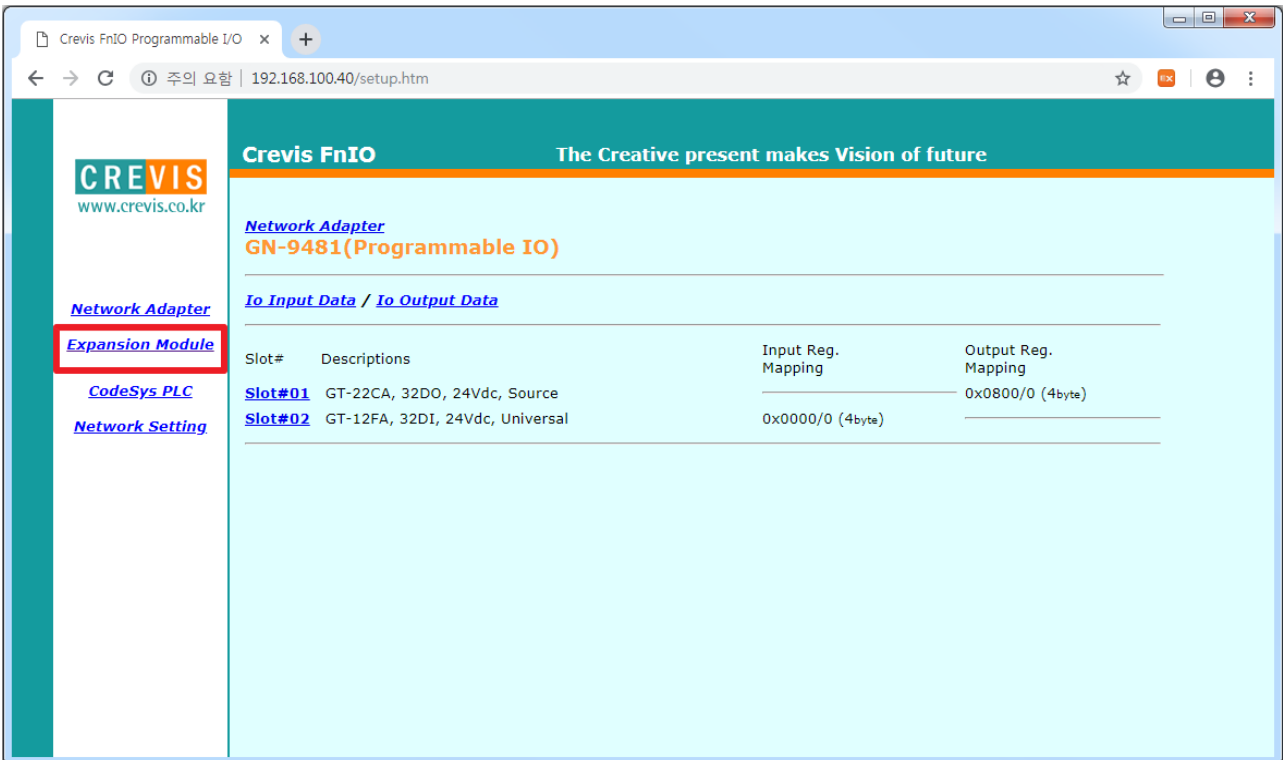 Crevis FnIO Programmable I/O
주의 요함 | 192.168.100.40/setup.htm
CREVIS
www.crevis.co.kr
Network Adapter
Expansion Module
CodeSys PLC
Network Setting
Crevis FnIO The Creative present makes Vision of future
Network Adapter
GN-9481(Programmable IO)
Io Input Data / Io Output Data
Slot# Descriptions Input Reg. Mapping Output Reg. Mapping
Slot#01 GT-22CA, 32DO, 24Vdc, Source 0x0800/0 (4byte)
Slot#02 GT-12FA, 32DI, 24Vdc, Universal 0x0000/0 (4byte)